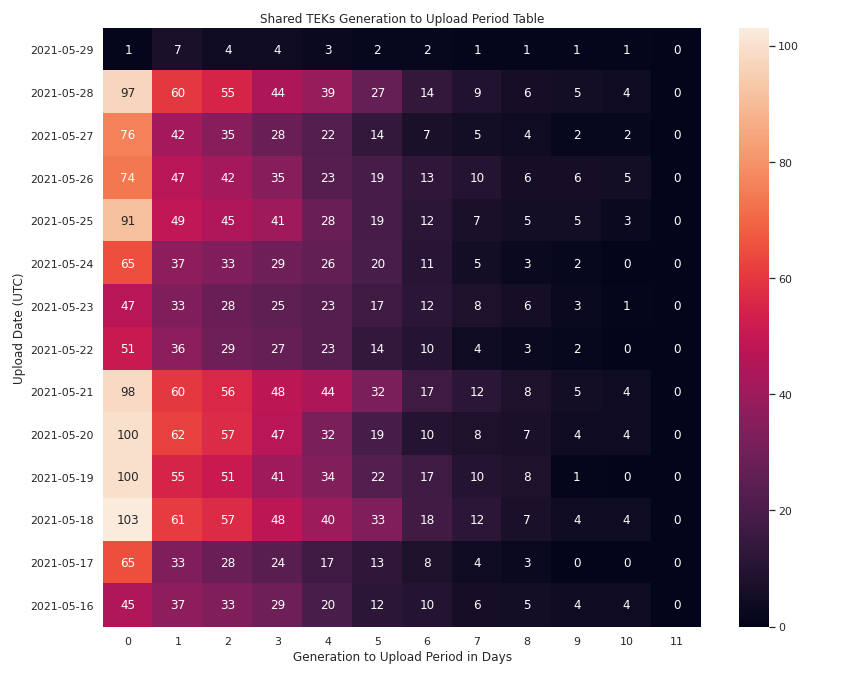 Shared TEKs Generation to Upload Period Table
Upload Date (UTC)
2021-05-29 1 7 4 4 3 2 2 1 1 1 1 0
2021-05-28 97 60 55 44 39 27 14 9 6 5 4 0
2021-05-27 76 42 35 28 22 14 7 5 4 2 2 0
2021-05-26 74 47 42 35 23 19 13 10 6 6 5 0
2021-05-25 91 49 45 41 28 19 12 7 5 5 3 0
2021-05-24 65 37 33 29 26 20 11 5 3 2 0 0
2021-05-23 47 33 28 25 23 17 12 8 6 3 1 0
2021-05-22 51 36 29 27 23 14 10 4 3 2 0 0
2021-05-21 98 60 56 48 44 32 17 12 8 5 4 0
2021-05-20 100 62 57 47 32 19 10 8 7 4 4 0
2021-05-19 100 55 51 41 34 22 17 10 8 1 0 0
2021-05-18 103 61 57 48 40 33 18 12 7 4 4 0
2021-05-17 65 33 28 24 17 13 8 4 3 0 0 0
2021-05-16 45 37 33 29 20 12 10 6 5 4 4 0
0 1 2 3 4 5 6 7 8 9 10 11
Generation to Upload Period in Days
100
80
60
40
20
0